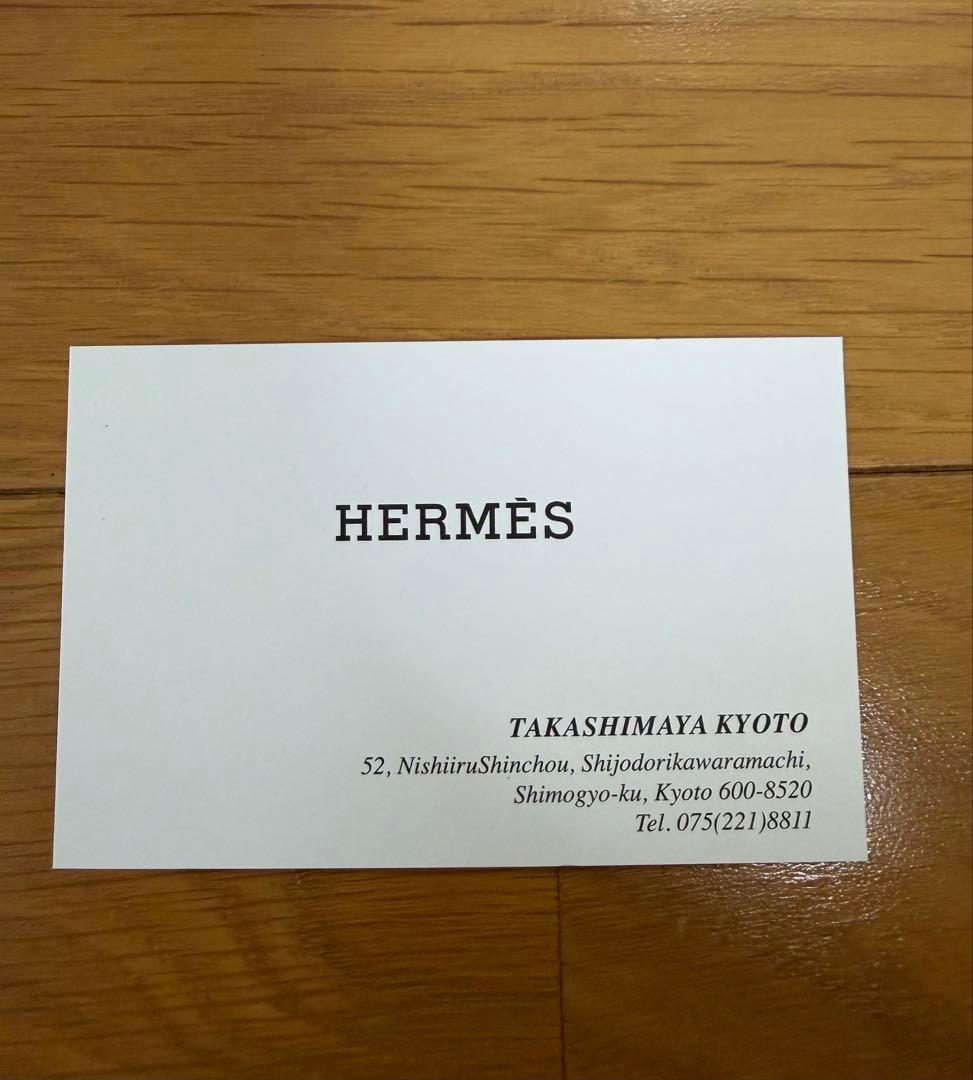 HERMÈS
TAKASHIMAYA KYOTO
52, NishiiruShinchou, Shijodorikawaramachi,
Shimogyo-ku, Kyoto 600-8520
Tel. 075(221)8811